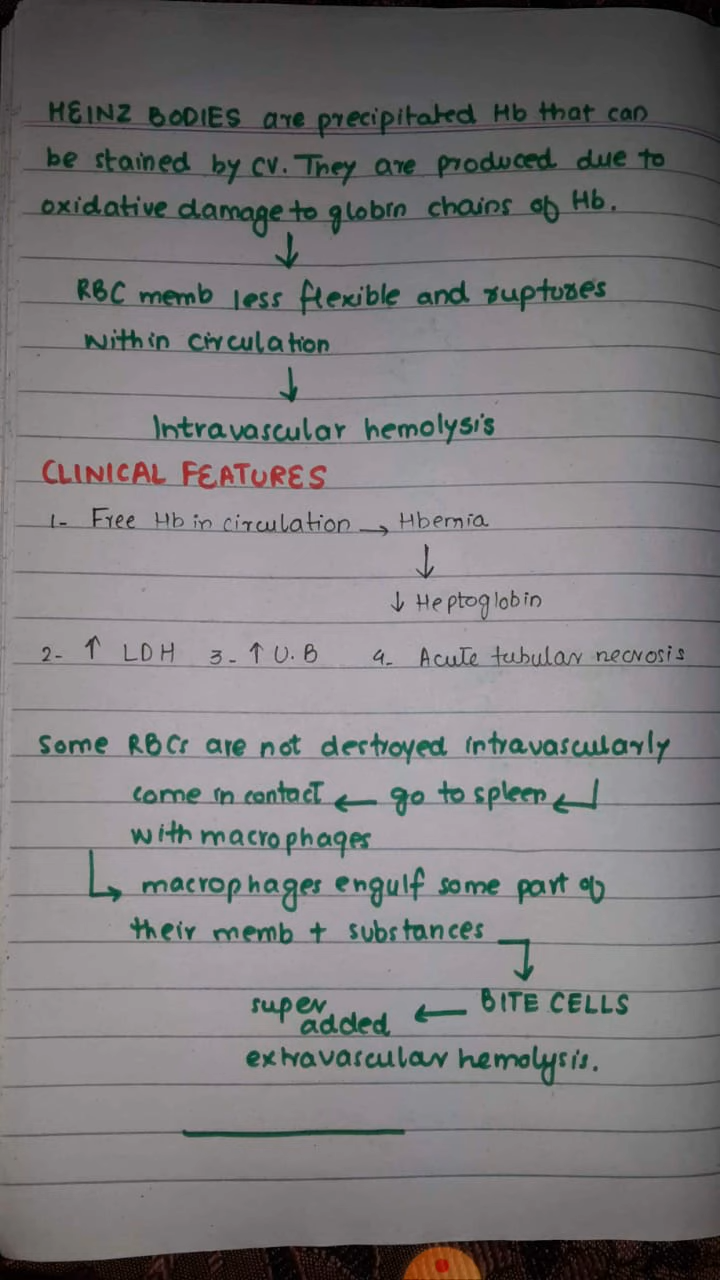 HEINZ BODIES are precipitated Hb that can
be stained by CV. They are produced due to
oxidative damage to globin chains of Hb.
↓
RBC memb less flexible and ruptures
within circulation
↓
Intravascular hemolysis
CLINICAL FEATURES
1- Free Hb in circulation → Hbemia
↓
↓ Heptoglobin
2- ↑ LDH 3- ↑ U.B 4- Acute tubular necrosis
Some RBCs are not destroyed intravascularly
come in contact ← go to spleen ↵
with macrophages
↳ macrophages engulf some part of
their memb + substances ↓
super ← BITE CELLS
added
extravascular hemolysis.